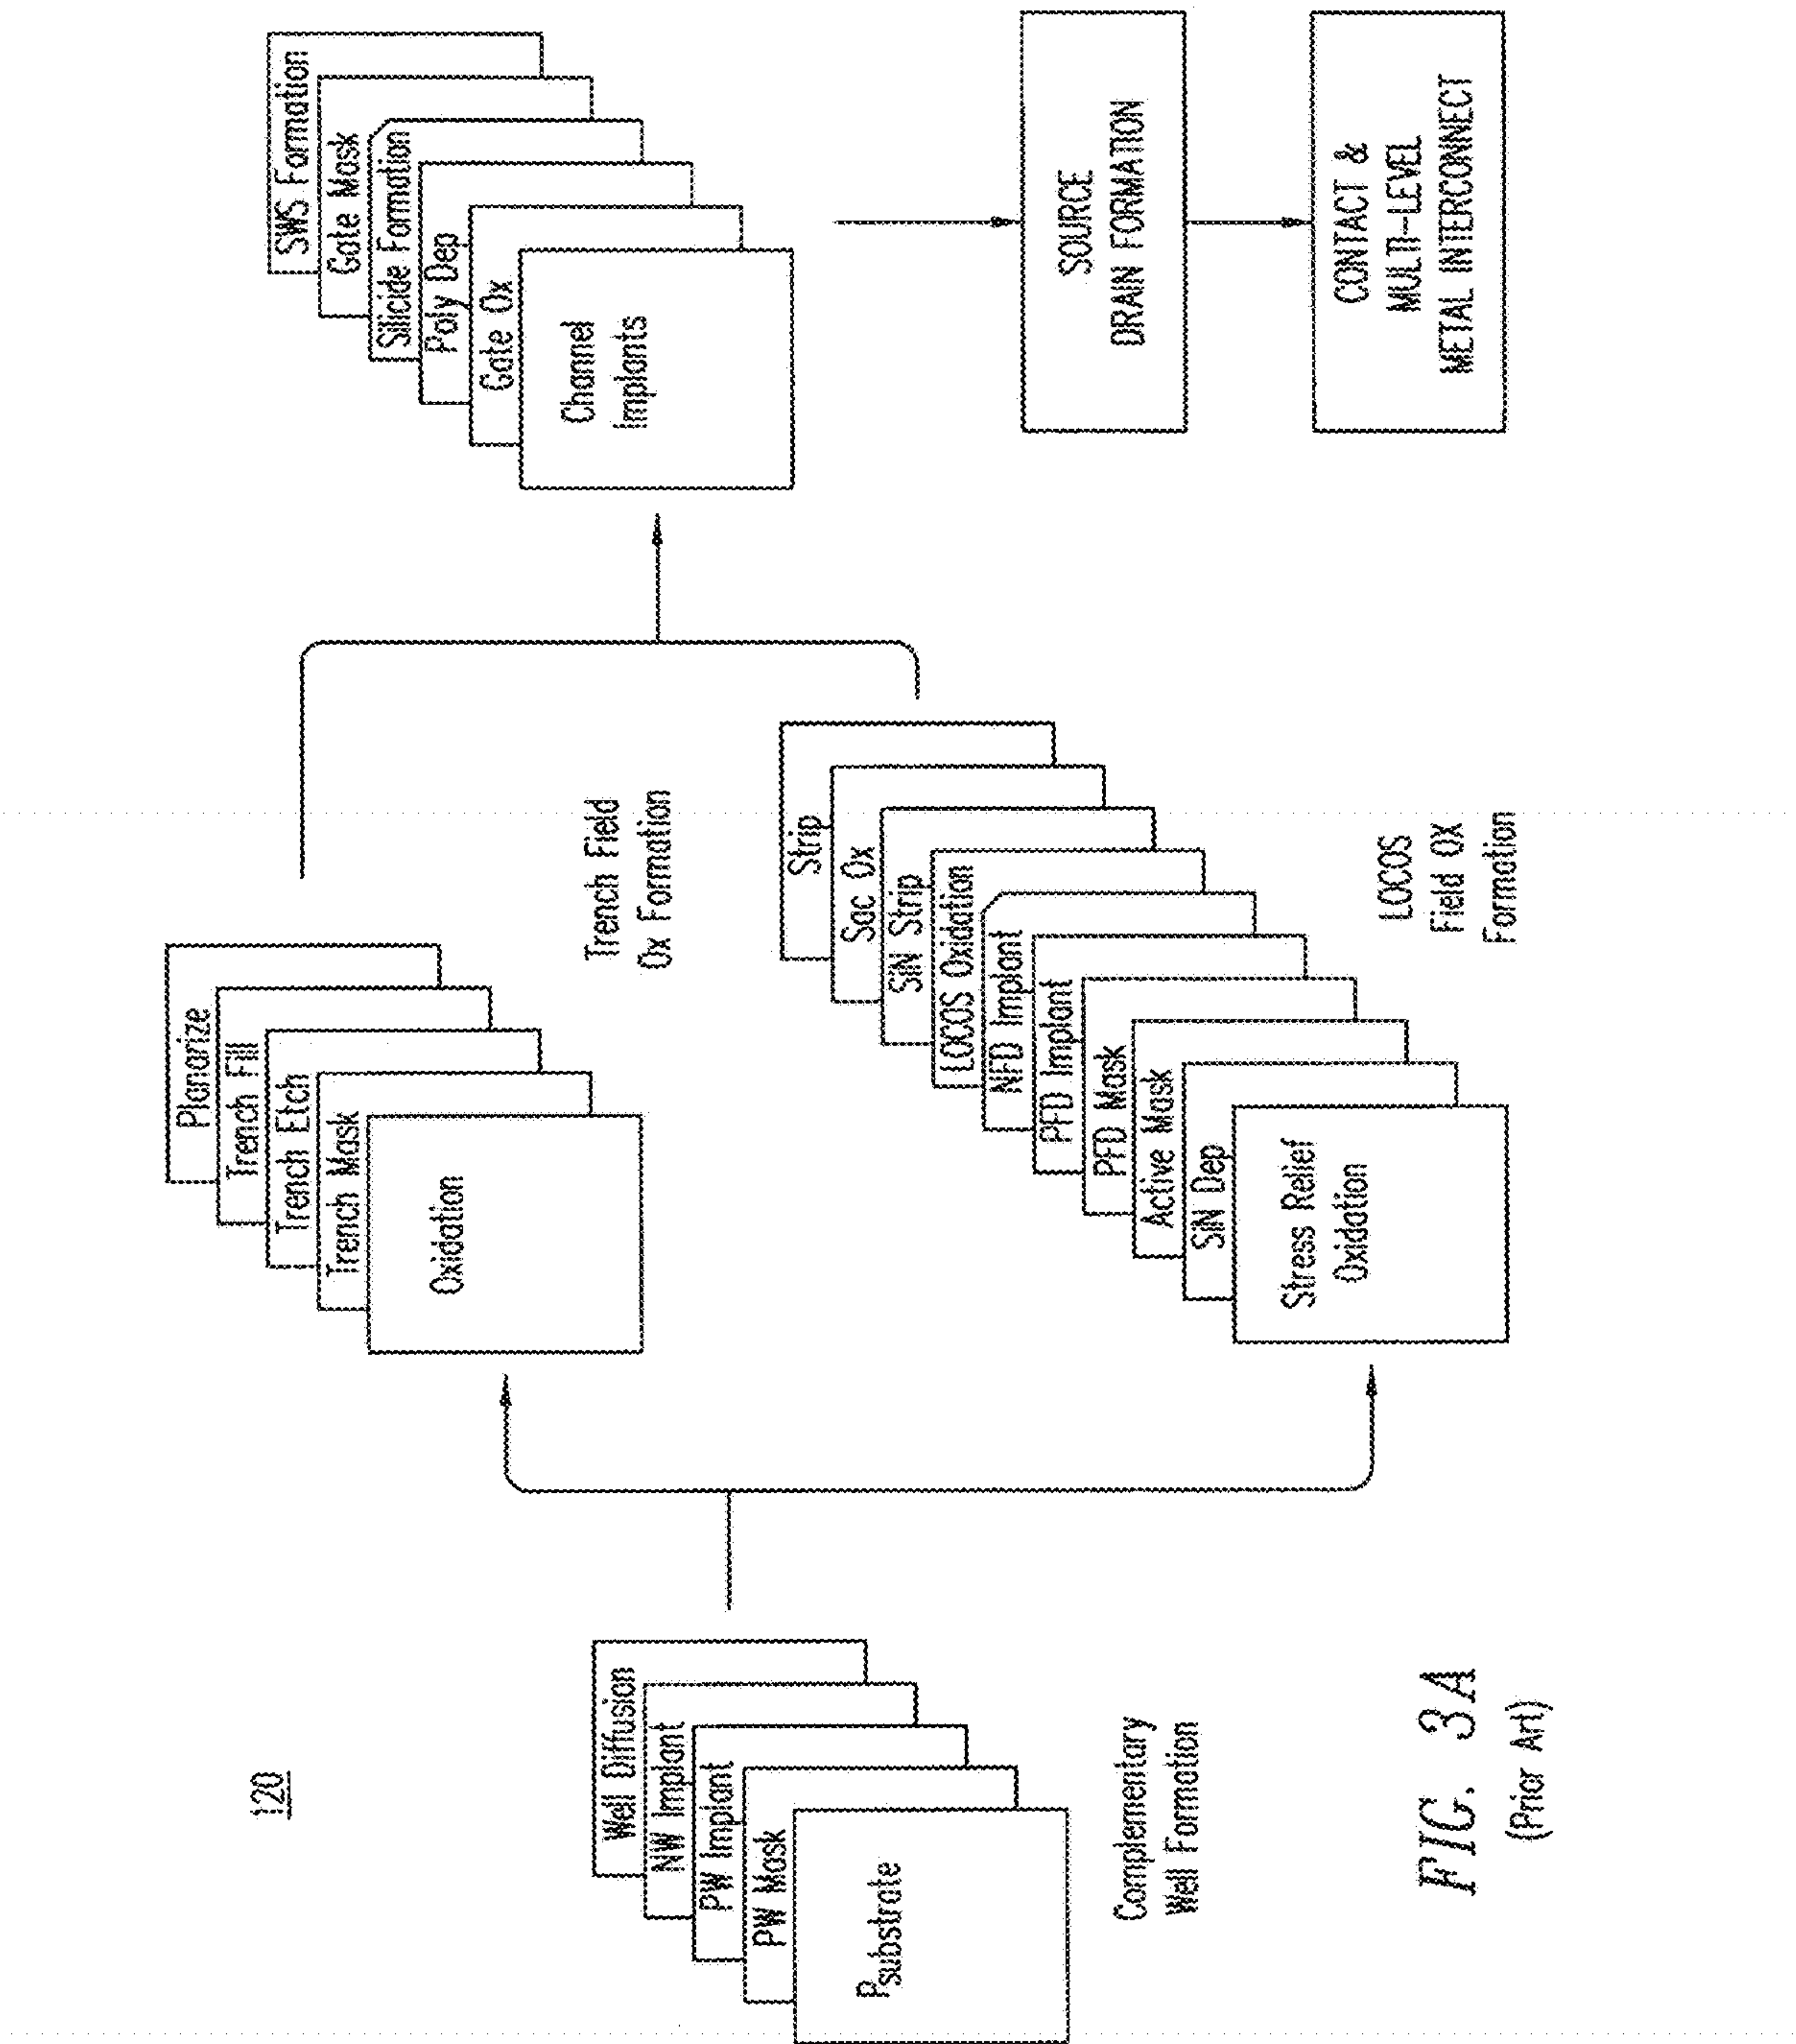 120
Well Diffusion
NW Implant
PW Implant
PW Mask
Psubstrate
Complementary
Well Formation
Planarize
Trench Fill
Trench Etch
Trench Mask
Oxidation
Trench Field
Ox Formation
Strip
Sac Ox
SiN Strip
LOCOS Oxidation
NFD Implant
PFD Implant
PFD Mask
Active Mask
SiN Dep
Stress Relief
Oxidation
LOCOS
Field OX
Formation
SWS Formation
Gate Mask
Silicide Formation
Poly Dep
Gate Ox
Channel
Implants
SOURCE
DRAIN FORMATION
CONTACT &
MULTI-LEVEL
METAL INTERCONNECT
FIG. 3A
(Prior Art)